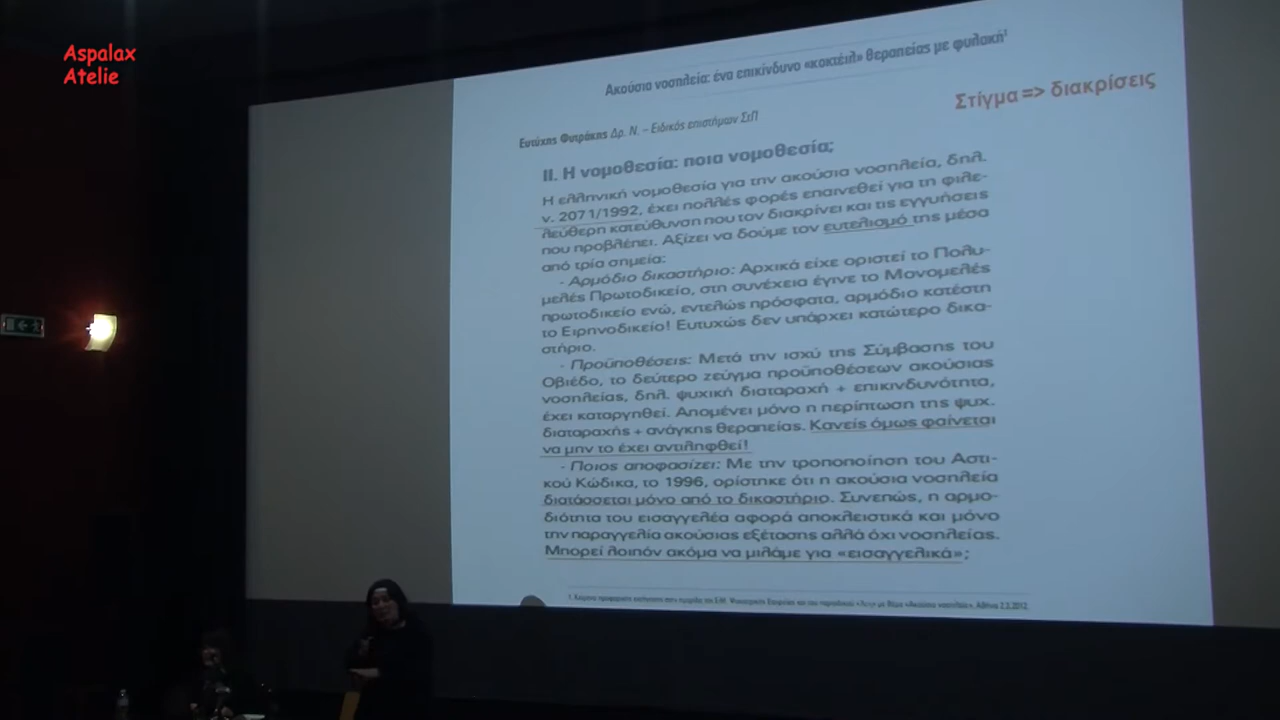 Aspalax
Atelie
Ακούσια νοσηλεία: ένα επικίνδυνο «κοκτέιλ» θεραπείας με φυλακή¹
Στίγμα => διακρίσεις
Ευτύχης Φυτράκης Δρ. Ν. – Ειδικός επιστήμων ΣτΠ
ΙΙ. Η νομοθεσία: ποια νομοθεσία;
Η ελληνική νομοθεσία για την ακούσια νοσηλεία, δηλ.
ν. 2071/1992, έχει πολλές φορές επαινεθεί για τη φιλε-
λεύθερη κατεύθυνση που τον διακρίνει και τις εγγυήσεις
που προβλέπει. Αξίζει να δούμε τον ευτελισμό της μέσα
από τρία σημεία:
- Αρμόδιο δικαστήριο: Αρχικά είχε οριστεί το Πολυ-
μελές Πρωτοδικείο, στη συνέχεια έγινε το Μονομελές
πρωτοδικείο ενώ, εντελώς πρόσφατα, αρμόδιο κατέστη
το Ειρηνοδικείο! Ευτυχώς δεν υπάρχει κατώτερο δικα-
στήριο.
- Προϋποθέσεις: Μετά την ισχύ της Σύμβασης του
Οβιέδο, το δεύτερο ζεύγμα προϋποθέσεων ακούσιας
νοσηλείας, δηλ. ψυχική διαταραχή + επικινδυνότητα,
έχει καταργηθεί. Απομένει μόνο η περίπτωση της ψυχ.
διαταραχής + ανάγκης θεραπείας. Κανείς όμως φαίνεται
να μην το έχει αντιληφθεί!
- Ποιος αποφασίζει: Με την τροποποίηση του Αστι-
κού Κώδικα, το 1996, ορίστηκε ότι η ακούσια νοσηλεία
διατάσσεται μόνο από το δικαστήριο. Συνεπώς, η αρμο-
διότητα του εισαγγελέα αφορά αποκλειστικά και μόνο
την παραγγελία ακούσιας εξέτασης αλλά όχι νοσηλείας.
Μπορεί λοιπόν ακόμα να μιλάμε για «εισαγγελικά»;